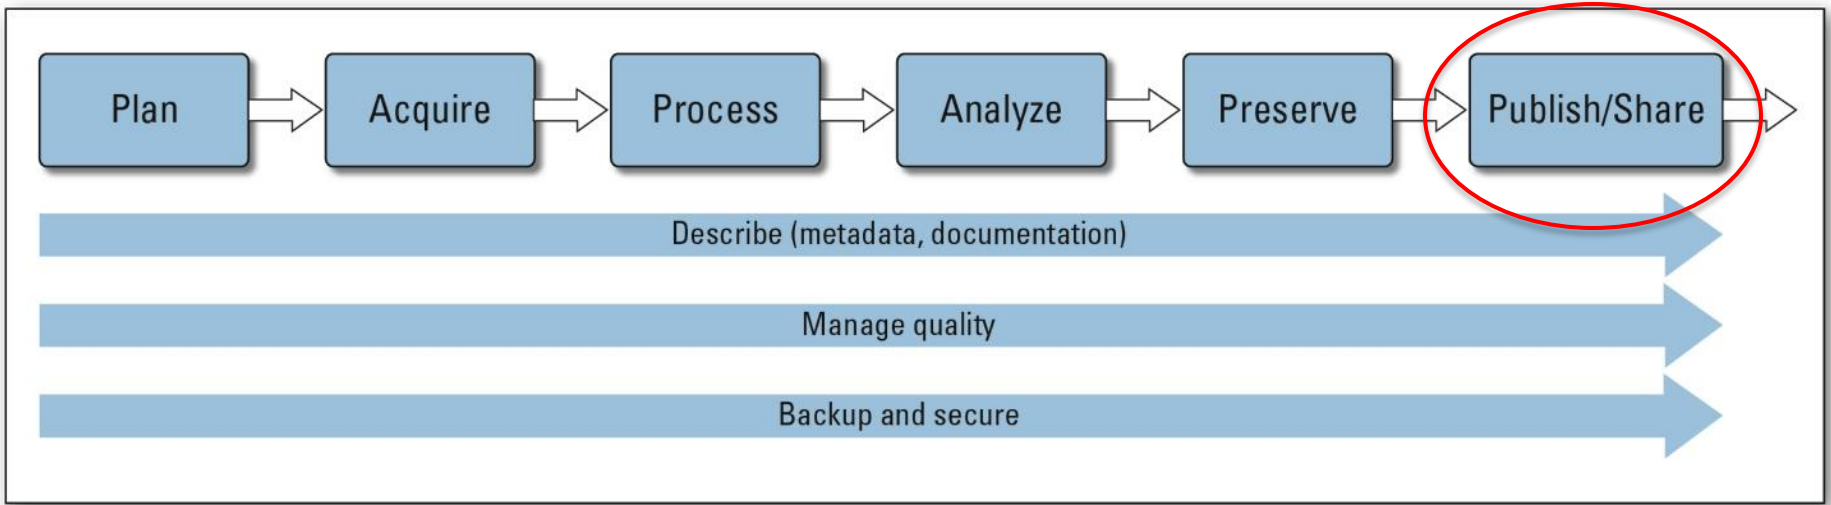 Plan
Acquire
Process
Analyze
Preserve
Publish/Share
Describe (metadata, documentation)
Manage quality
Backup and secure